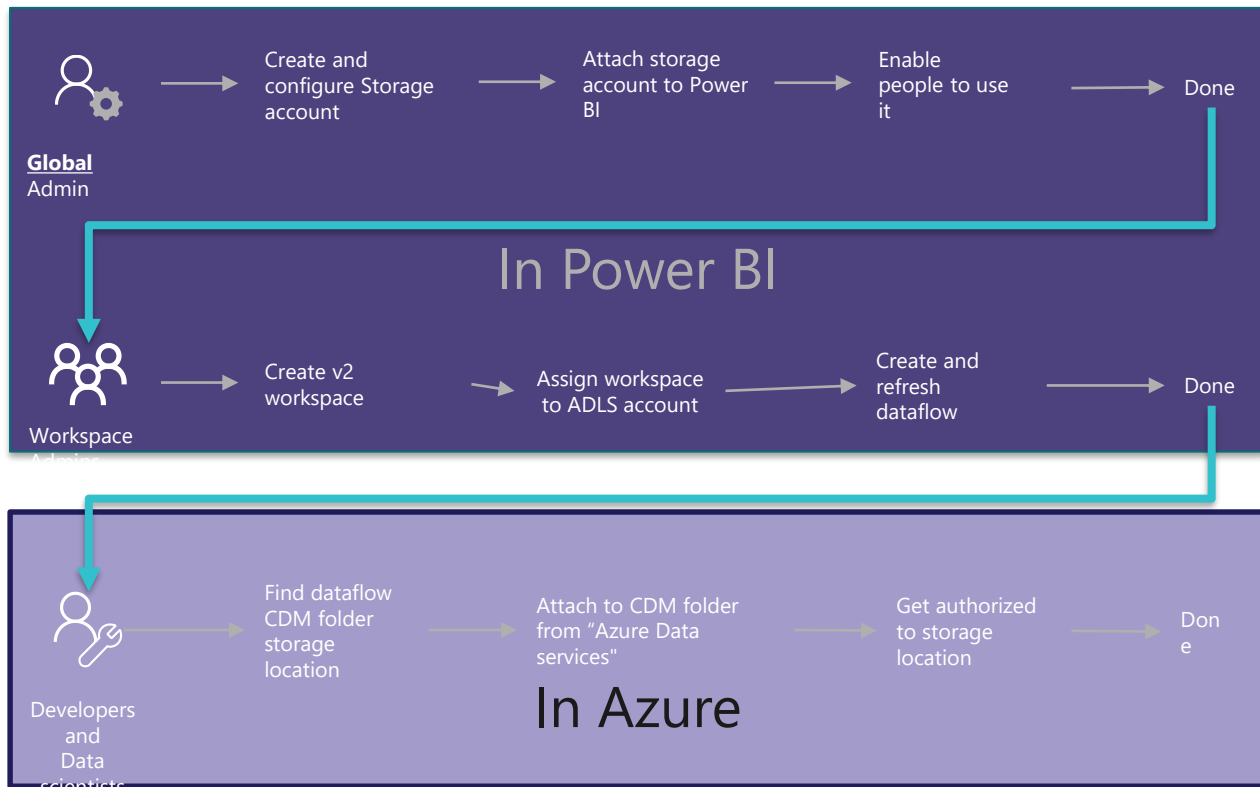 Create and
configure Storage
account
Attach storage
account to Power
BI
Enable
people to use
it
Done
Global
Admin
In Power BI
Create v2
workspace
Assign workspace
to ADLS account
Create and
refresh
dataflow
Done
Workspace
Admins
Find dataflow
CDM folder
storage
location
Attach to CDM folder
from “Azure Data
services"
Get authorized
to storage
location
Don
e
In Azure
Developers
and
Data
scientists